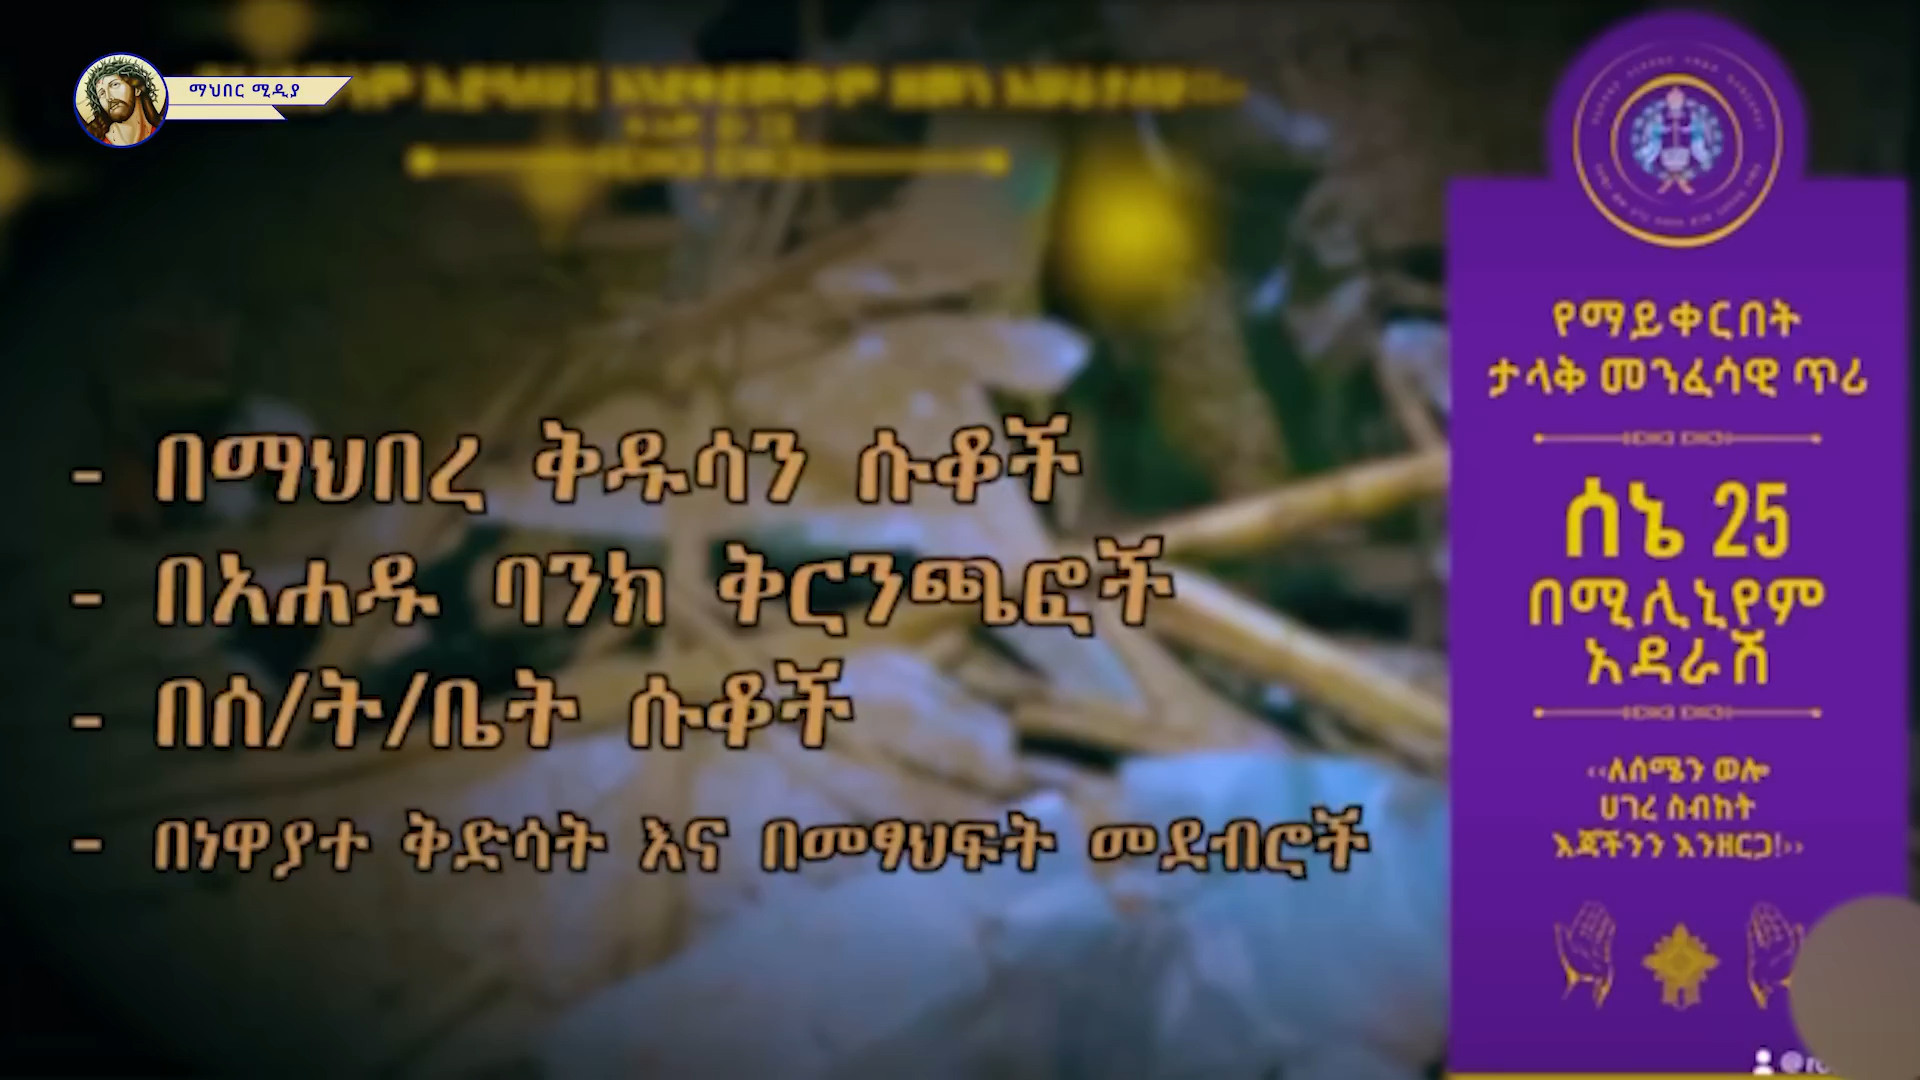 ማህበር ሚዲያ
- በማህበረ ቅዱሳን ሱቆች
- በአሐዱ ባንክ ቅርንጫፎች
- በሰ/ት/ቤት ሱቆች
- በነዋያተ ቅድሳት እና በመፃህፍት መደብሮች
የማይቀርበት
ታላቅ መንፈሳዊ ጥሪ
ሰኔ 25
በሚሊኒየም
አዳራሽ
‹‹ለሰሜን ወሎ
ሀገረ ስብከት
እጃችንን እንዘርጋ!››